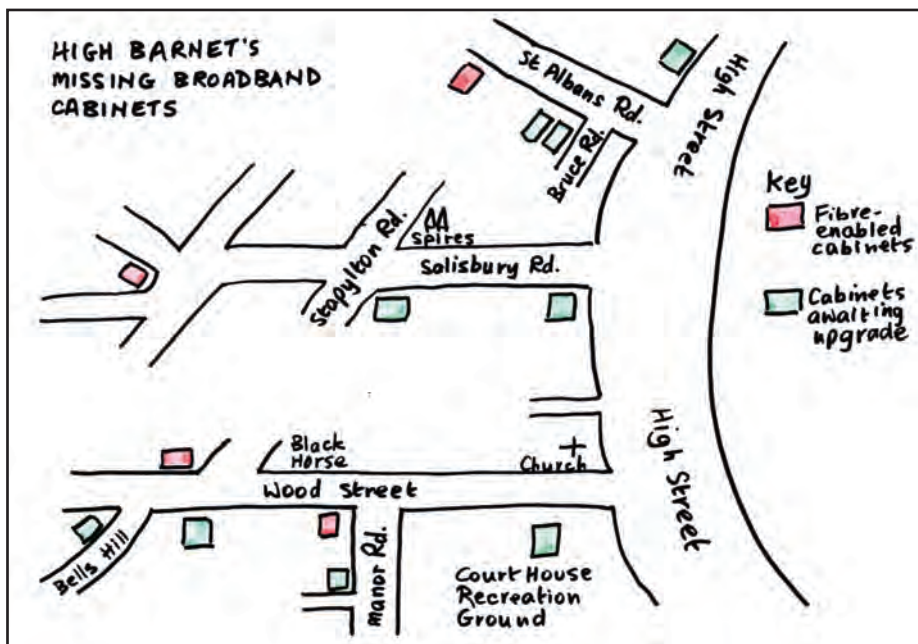 HIGH BARNET'S
MISSING BROADBAND
CABINETS
St Albans Rd.
High Street
Bruce Rd.
Key
Fibre-
enabled
cabinets
Spires
Stapylton Rd.
Solisbury Rd.
Cabinets
awaiting
upgrade
High Street
Black
Horse
Church
Wood Street
Bells Hill
Manor Rd.
Court House
Recreation
Ground